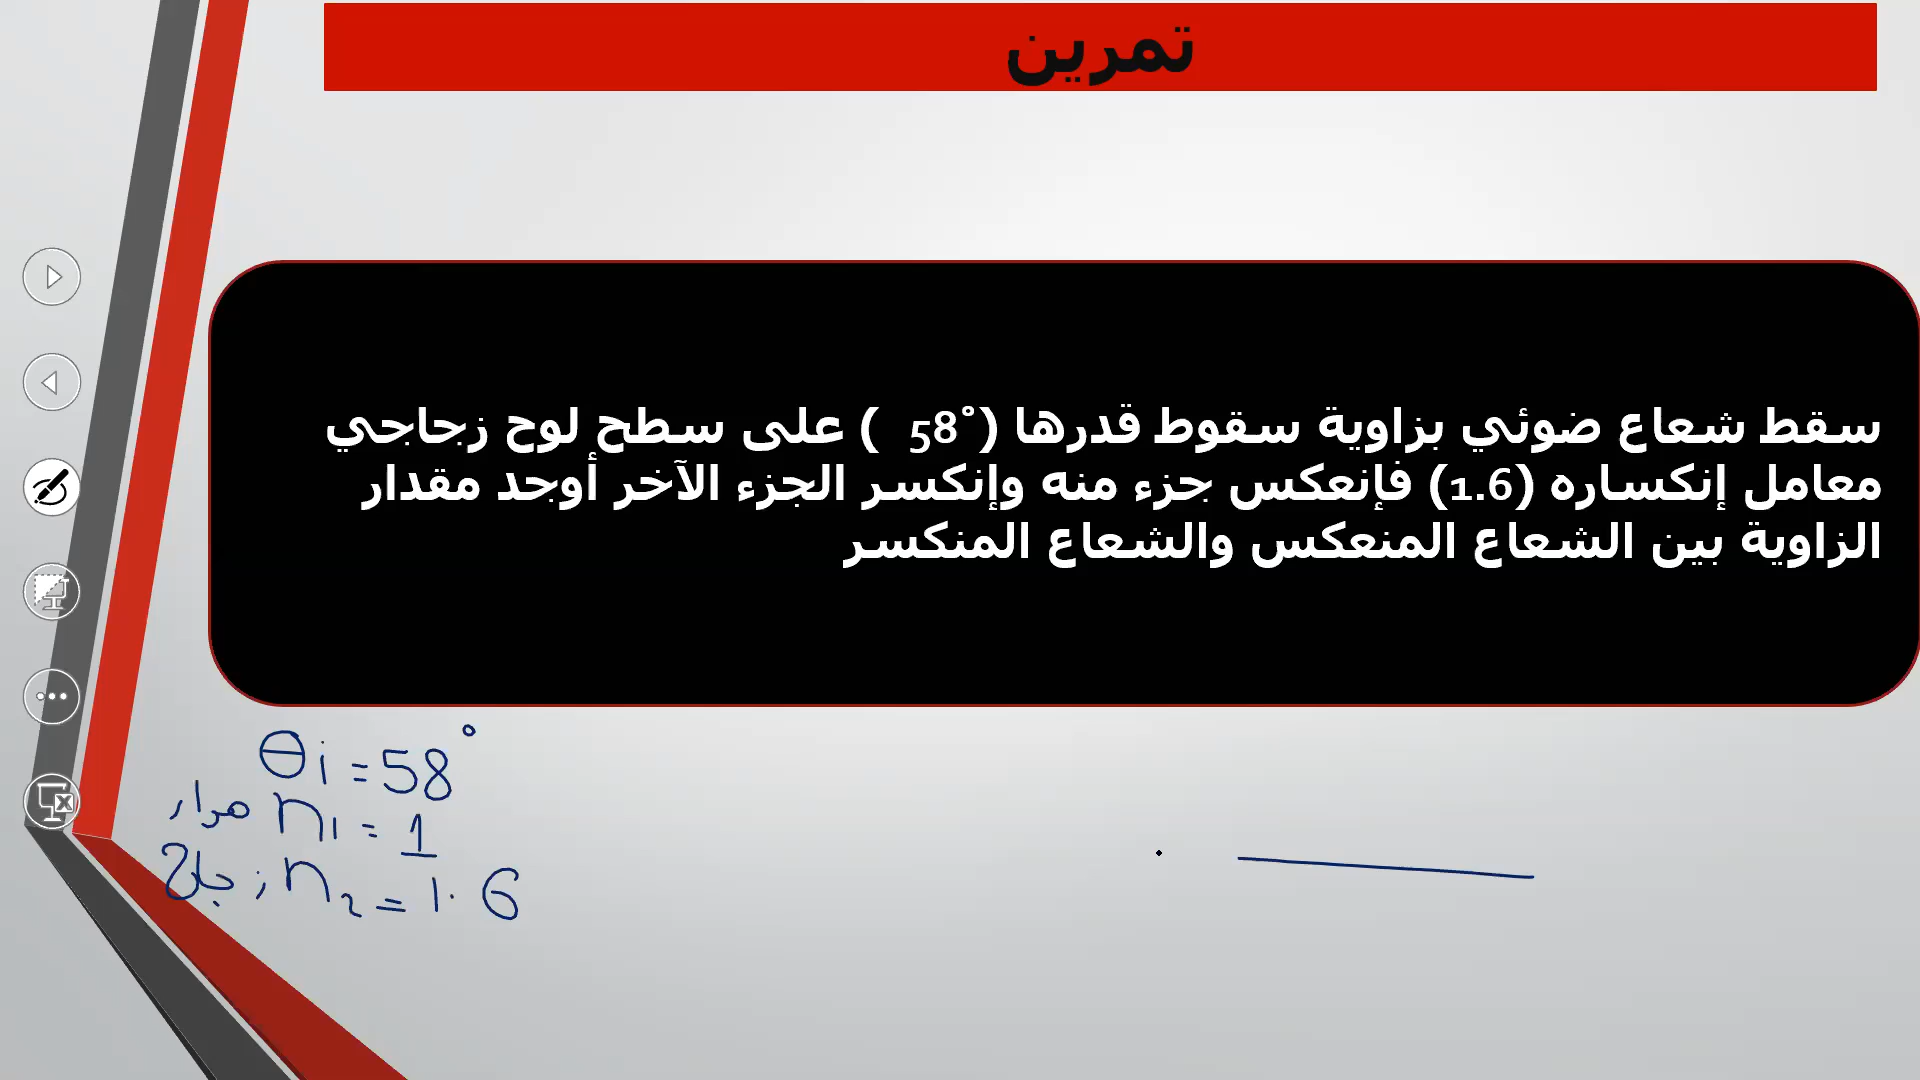 تمرين
سقط شعاع ضوئي بزاوية سقوط قدرها (58° ) على سطح لوح زجاجي
معامل إنكساره (1.6) فإنعكس جزء منه وإنكسر الجزء الآخر أوجد مقدار
الزاوية بين الشعاع المنعكس والشعاع المنكسر
θi = 58°
n1 = 1
n2 = 1.6 زجاج